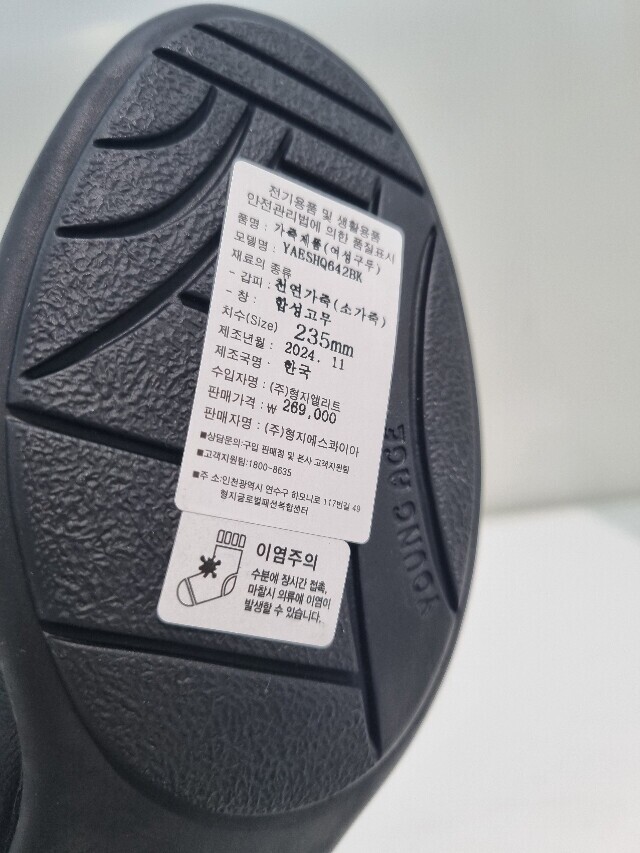 전기용품 및 생활용품
안전관리법에 의한 품질표시
품명 : 가죽제품(여성구두)
모델명 : YAESHQ642BK
재료의 종류
- 갑피 : 천연가죽(소가죽)
- 창 : 합성고무
치수(Size) 235mm
제조년월 : 2024. 11
제조국명 : 한국
수입자명 : (주)형지엘리트
판매가격 : ₩ 269,000
판매자명 : (주)형지에스콰이아
■상담문의:구입 판매점 및 본사 고객지원팀
■고객지원팀:1800-8635
■주 소:인천광역시 연수구 하모니로 177번길 49
형지글로벌패션복합센터
이염주의
수분에 장시간 접촉,
마찰시 의류에 이염이
발생할 수 있습니다.
YOUNG AGE